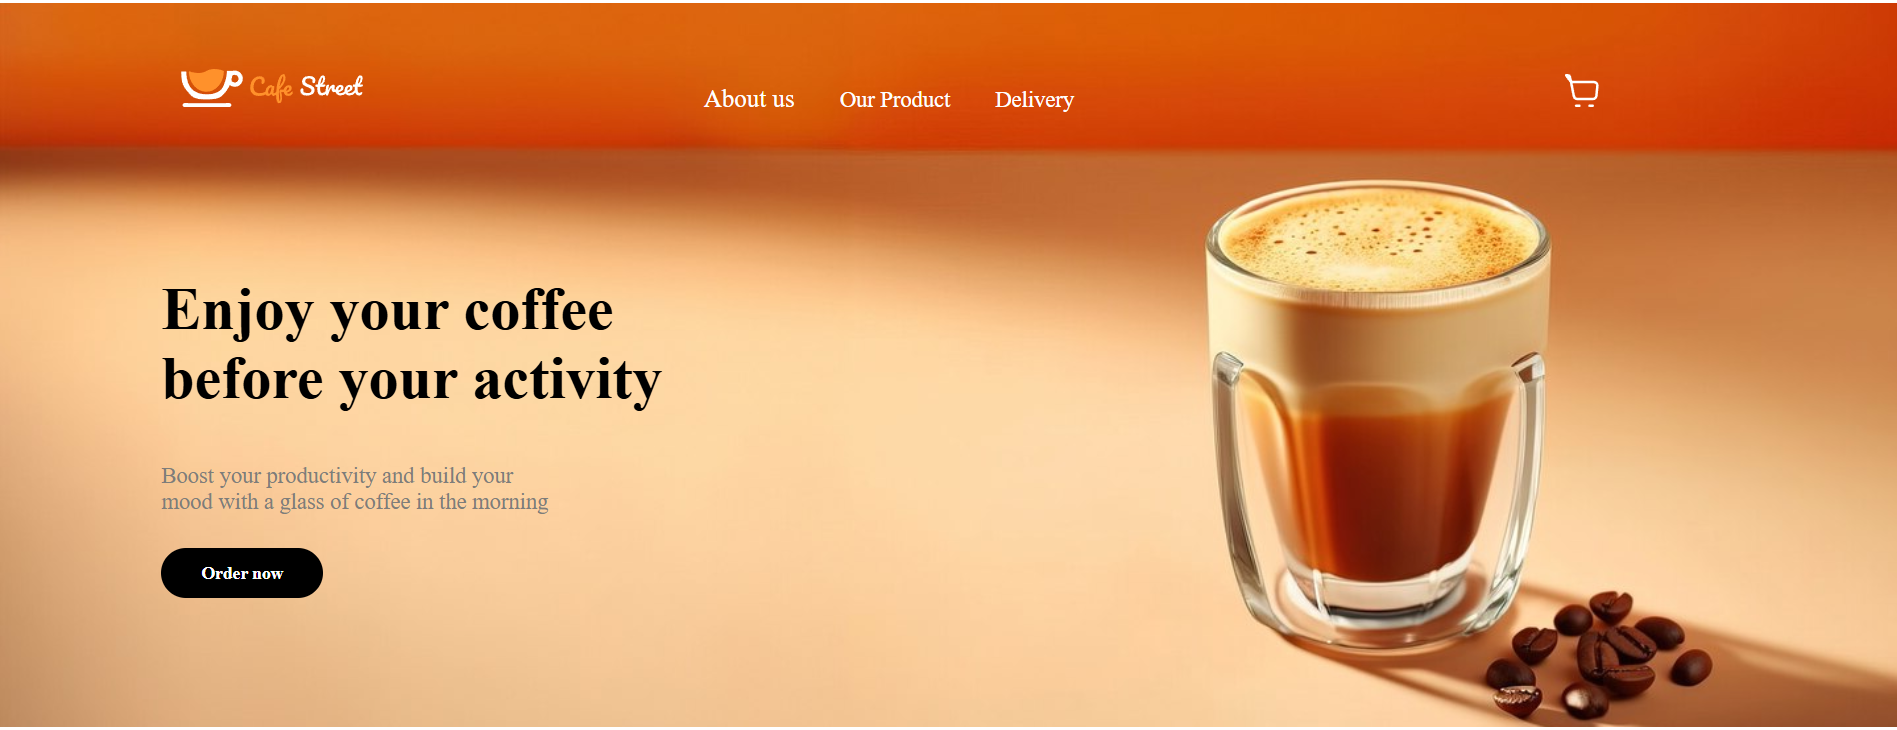 Cafe Street
About us
Our Product
Delivery
Enjoy your coffee
before your activity
Boost your productivity and build your
mood with a glass of coffee in the morning
Order now